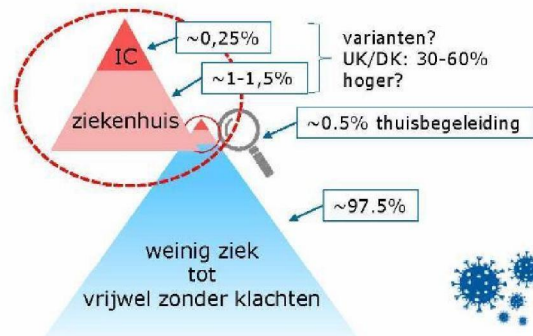 ~0,25%
IC
varianten?
UK/DK: 30-60%
hoger?
~1-1,5%
ziekenhuis
~0.5% thuisbegeleiding
~97.5%
weinig ziek
tot
vrijwel zonder klachten